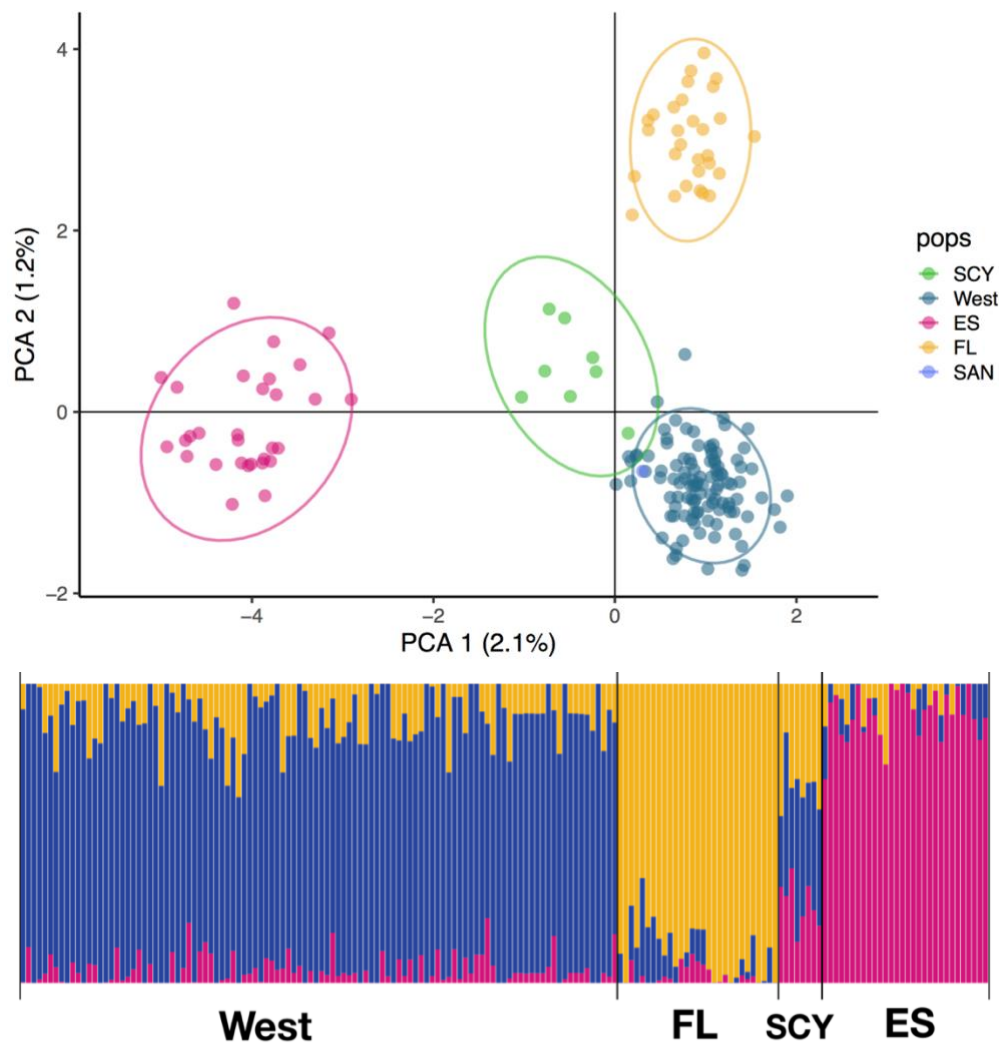 4
2
0
−2
PCA 2 (1.2%)
−4
−2
0
2
PCA 1 (2.1%)
pops
SCY
West
ES
FL
SAN
West
FL
SCY
ES